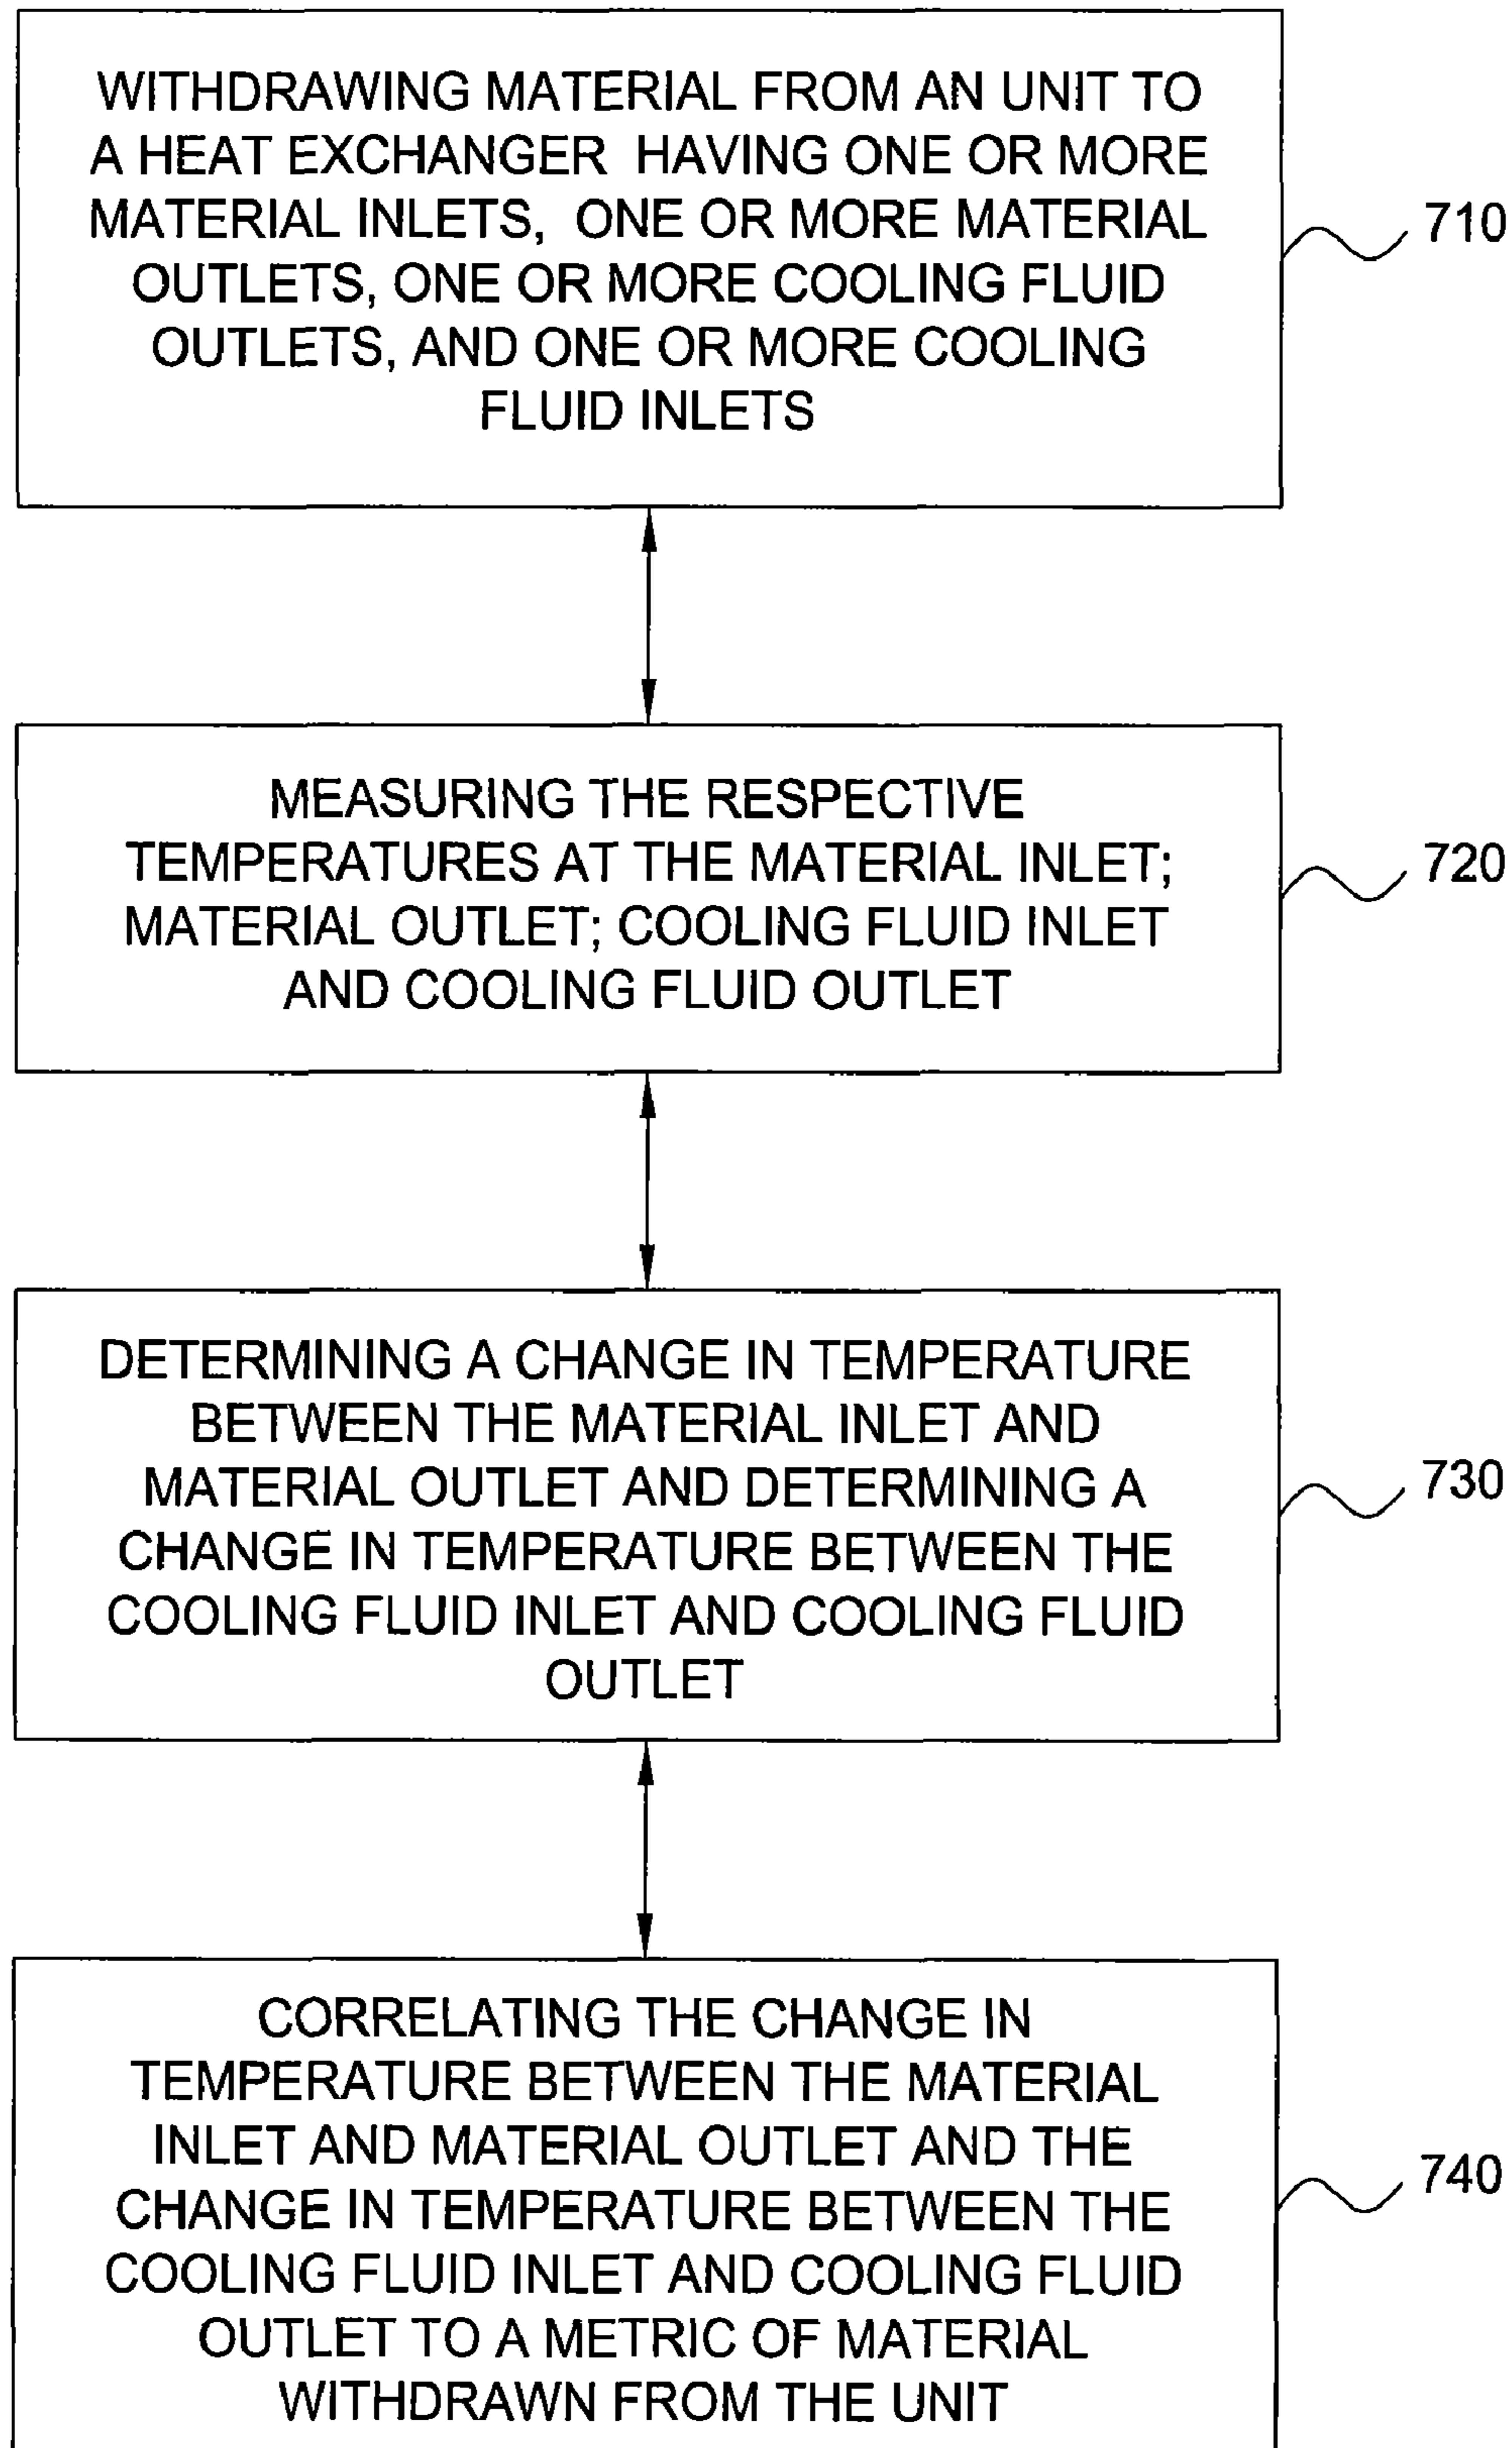 WITHDRAWING MATERIAL FROM AN UNIT TO
A HEAT EXCHANGER HAVING ONE OR MORE
MATERIAL INLETS, ONE OR MORE MATERIAL
OUTLETS, ONE OR MORE COOLING FLUID
OUTLETS, AND ONE OR MORE COOLING
FLUID INLETS
710
MEASURING THE RESPECTIVE
TEMPERATURES AT THE MATERIAL INLET;
MATERIAL OUTLET; COOLING FLUID INLET
AND COOLING FLUID OUTLET
720
DETERMINING A CHANGE IN TEMPERATURE
BETWEEN THE MATERIAL INLET AND
MATERIAL OUTLET AND DETERMINING A
CHANGE IN TEMPERATURE BETWEEN THE
COOLING FLUID INLET AND COOLING FLUID
OUTLET
730
CORRELATING THE CHANGE IN
TEMPERATURE BETWEEN THE MATERIAL
INLET AND MATERIAL OUTLET AND THE
CHANGE IN TEMPERATURE BETWEEN THE
COOLING FLUID INLET AND COOLING FLUID
OUTLET TO A METRIC OF MATERIAL
WITHDRAWN FROM THE UNIT
740